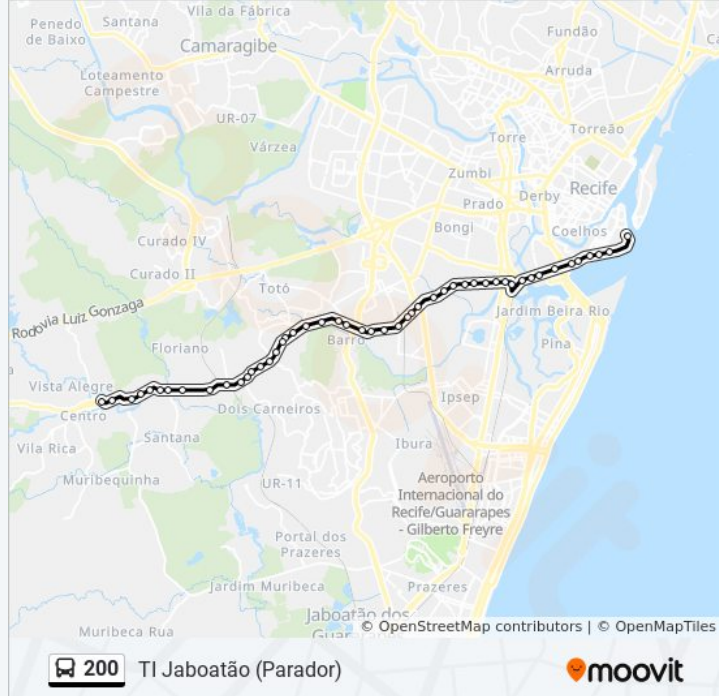 Vila da Fábrica
Penedo
de Baixo
Santana
Fundão
Camaragibe
Arruda
Loteamento
Campestre
UR-07
Torre
Torreão
Várzea
Zumbi
Recife
Prado
Derby
Coelhos
Bongi
Curado IV
Curado II
Totó
Rodovia Luiz Gonzaga
Jardim Beira Rio
Floriano
Barro
Pina
Vista Alegre
Centro
Dois Carneiros
Ipsep
Vila Rica
Santana
Ibura
Muribequinha
UR-11
Aeroporto
Internacional do
Recife/Guararapes
- Gilberto Freyre
Portal dos
Prazeres
Jardim Muribeca
Prazeres
Jaboatão dos
Muribeca Rua
© OpenStreetMap contributors | © OpenMapTiles
200 TI Jaboatão (Parador)
moovit